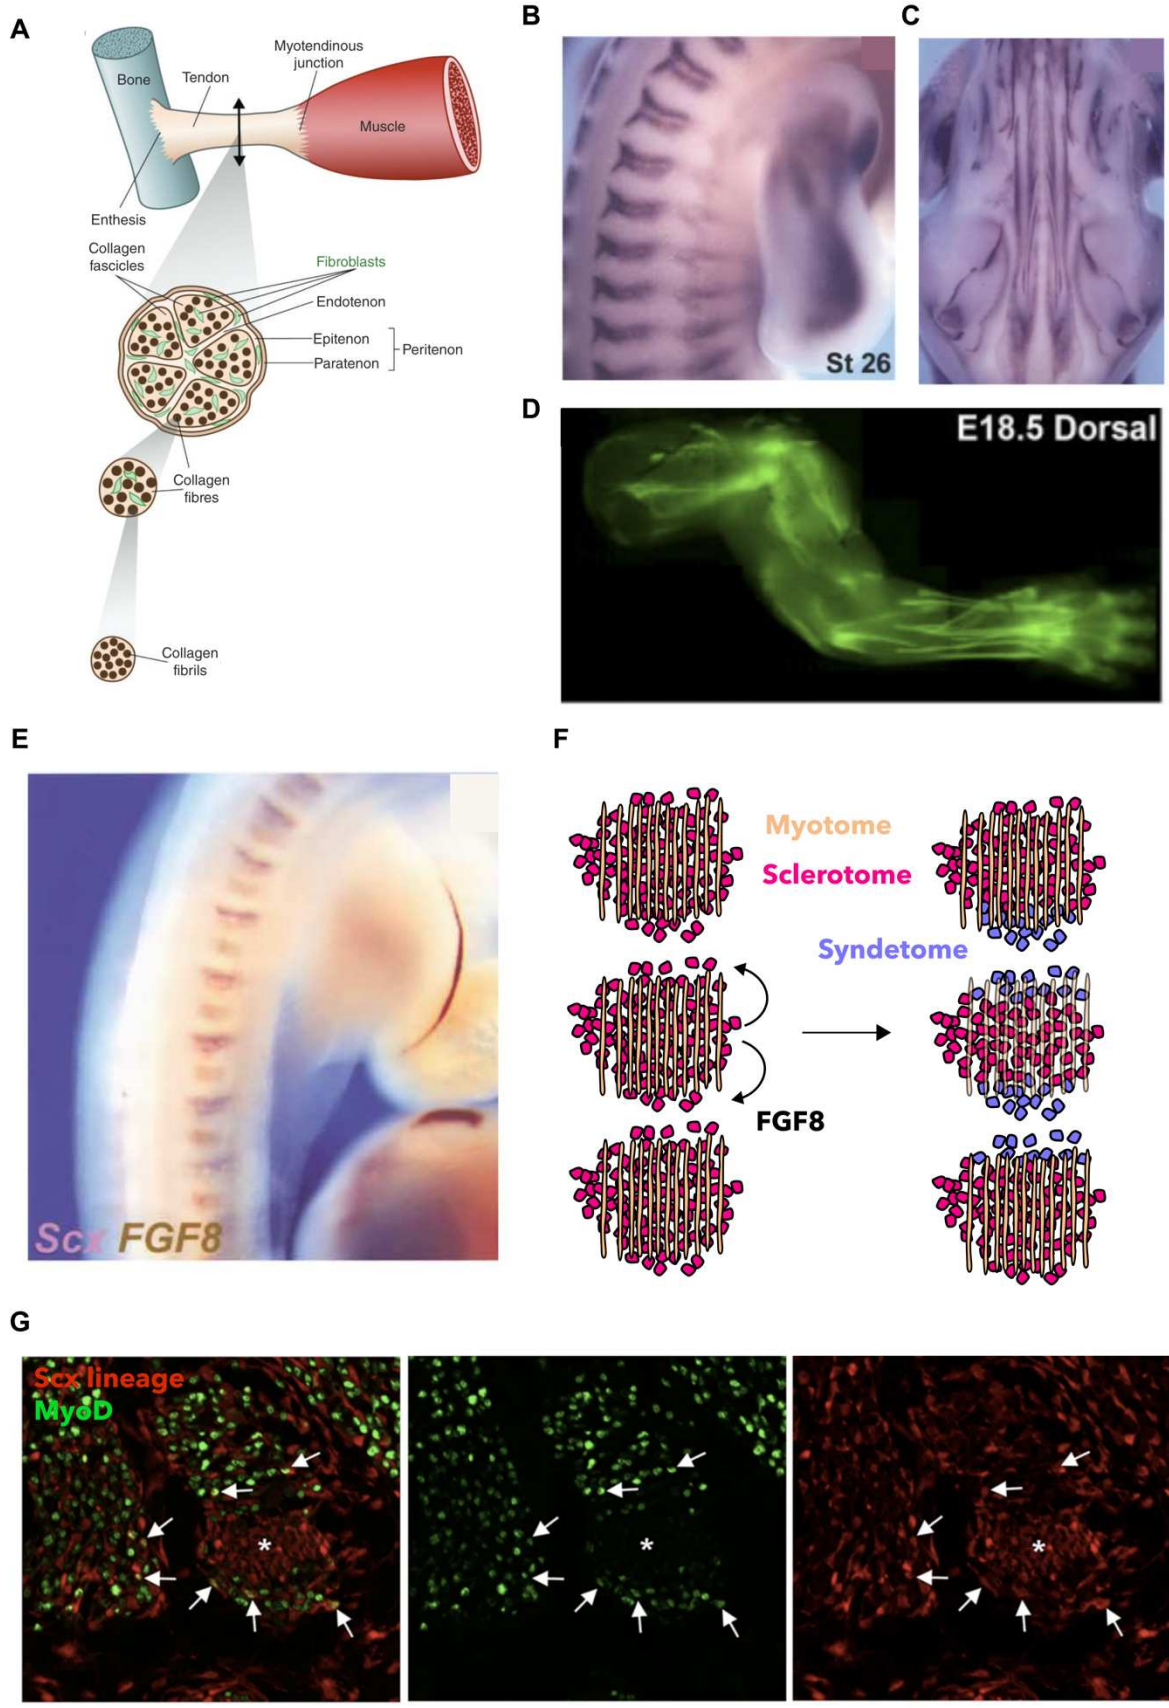 A
Bone
Tendon
Myotendinous
junction
Muscle
Enthesis
Collagen
fascicles
Fibroblasts
Endotenon
Epitenon
Paratenon
Peritenon
Collagen
fibres
Collagen
fibrils
B
St 26
C
D
E18.5 Dorsal
E
Scx FGF8
F
Myotome
Sclerotome
Syndetome
FGF8
G
Scx lineage
MyoD
*
*
*